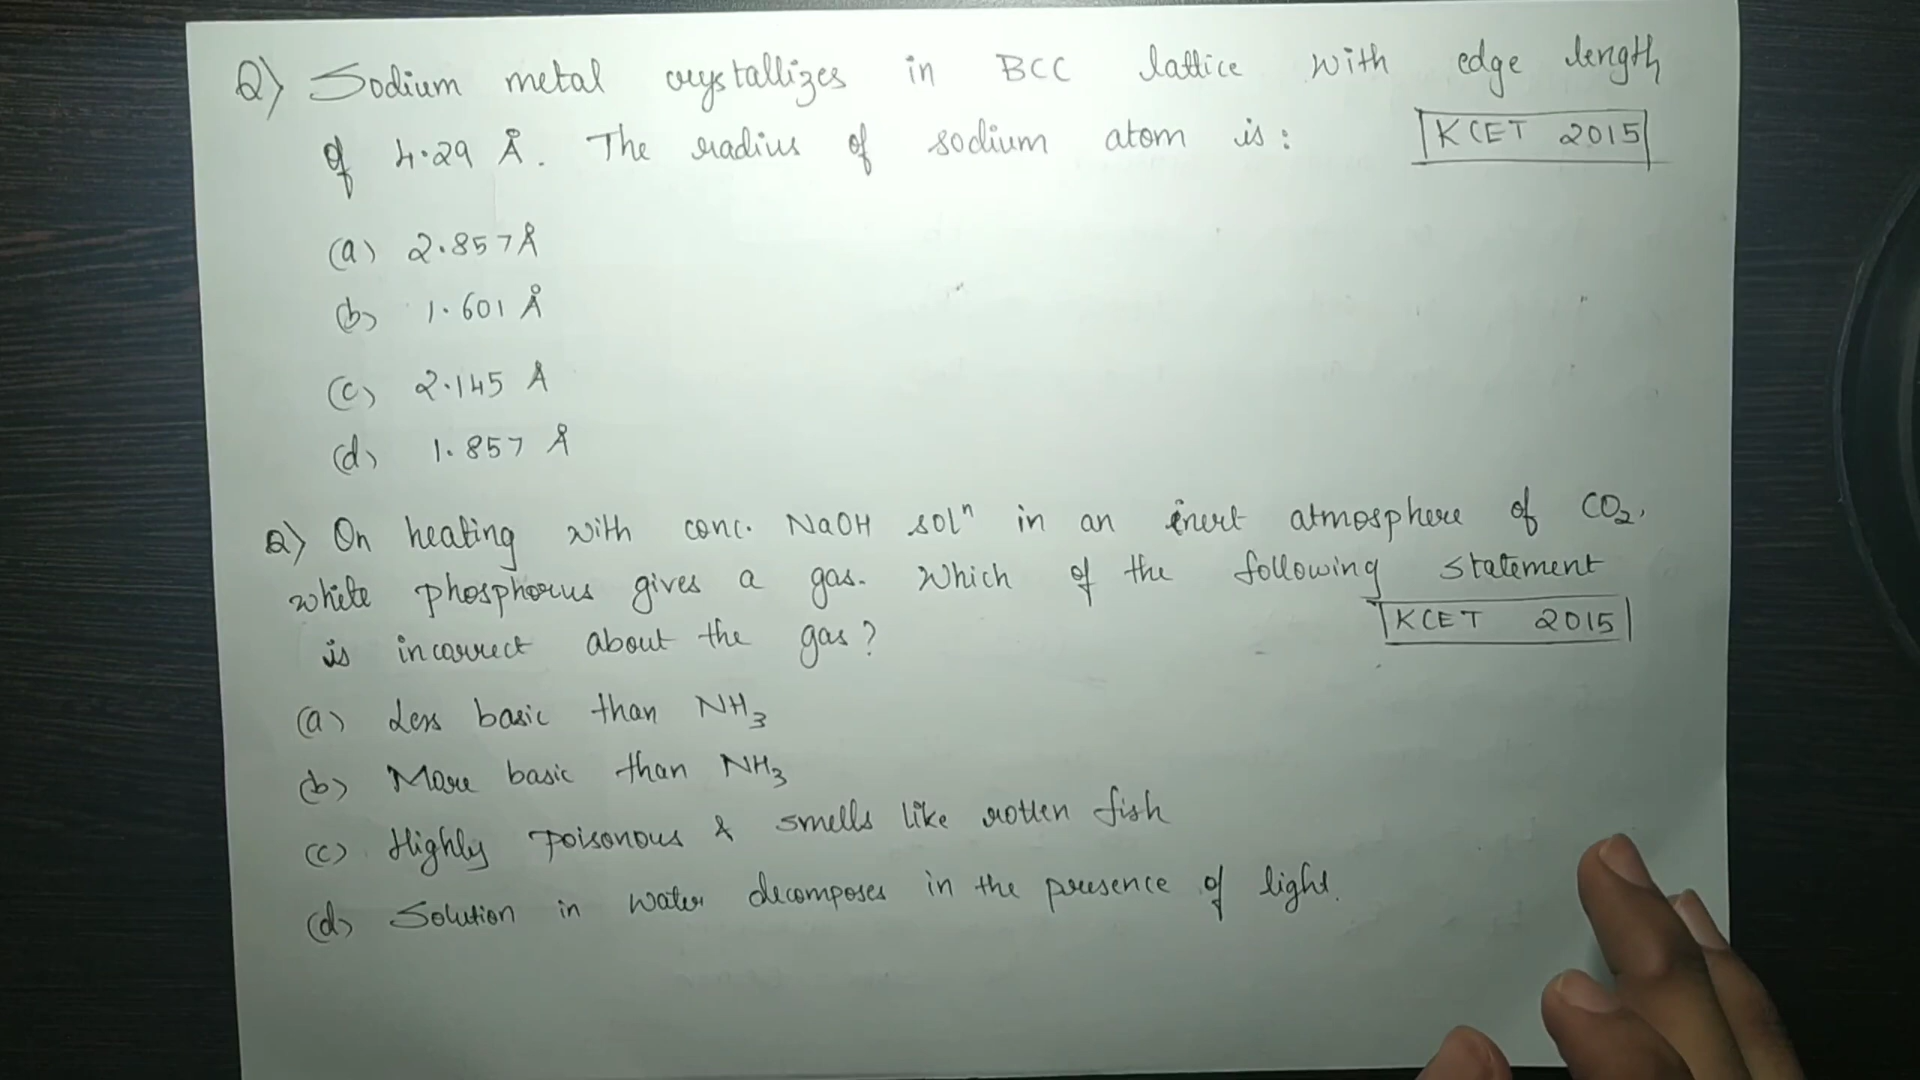 Q) Sodium metal crystallizes in BCC lattice with edge length
of 4.29 Å. The radius of sodium atom is: KCET 2015
(a) 2.857Å
(b) 1.601 Å
(c) 2.145 Å
(d) 1.857 Å
Q) On heating with conc. NaOH solⁿ in an inert atmosphere of CO₂,
white phosphorus gives a gas. Which of the following statement
is incorrect about the gas? KCET 2015
(a) Less basic than NH₃
(b) More basic than NH₃
(c) Highly poisonous & smells like rotten fish
(d) Solution in water decomposes in the presence of light.